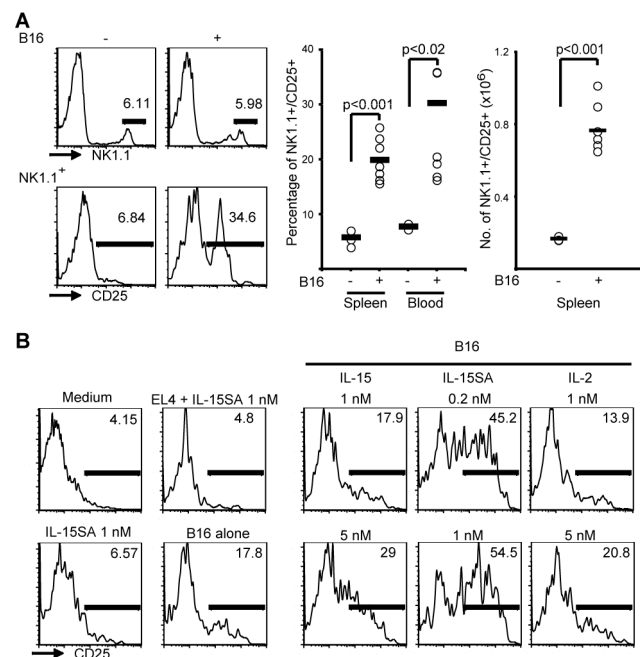 A
B16 - +
6.11
5.98
NK1.1
NK1.1+
6.84
34.6
CD25
Percentage of NK1.1+/CD25+
40
30
20
10
p<0.001
p<0.02
B16 - + - +
Spleen Blood
No. of NK1.1+/CD25+ (x10⁶)
1.2
0.8
0.4
p<0.001
B16 - +
Spleen
B
B16
Medium
4.15
EL4 + IL-15SA 1 nM
4.8
IL-15
1 nM
17.9
IL-15SA
0.2 nM
45.2
IL-2
1 nM
13.9
IL-15SA 1 nM
6.57
B16 alone
17.8
5 nM
29
1 nM
54.5
5 nM
20.8
CD25